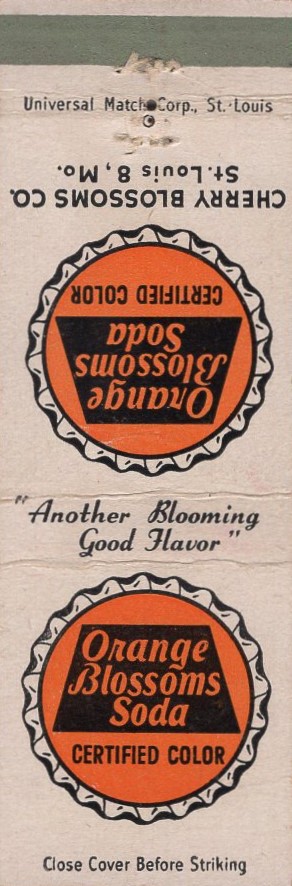 Universal Match Corp., St. Louis
CHERRY BLOSSOMS CO.
St. Louis 8, Mo.
Orange
Blossoms
Soda
CERTIFIED COLOR
"Another Blooming
Good Flavor"
Orange
Blossoms
Soda
CERTIFIED COLOR
Close Cover Before Striking